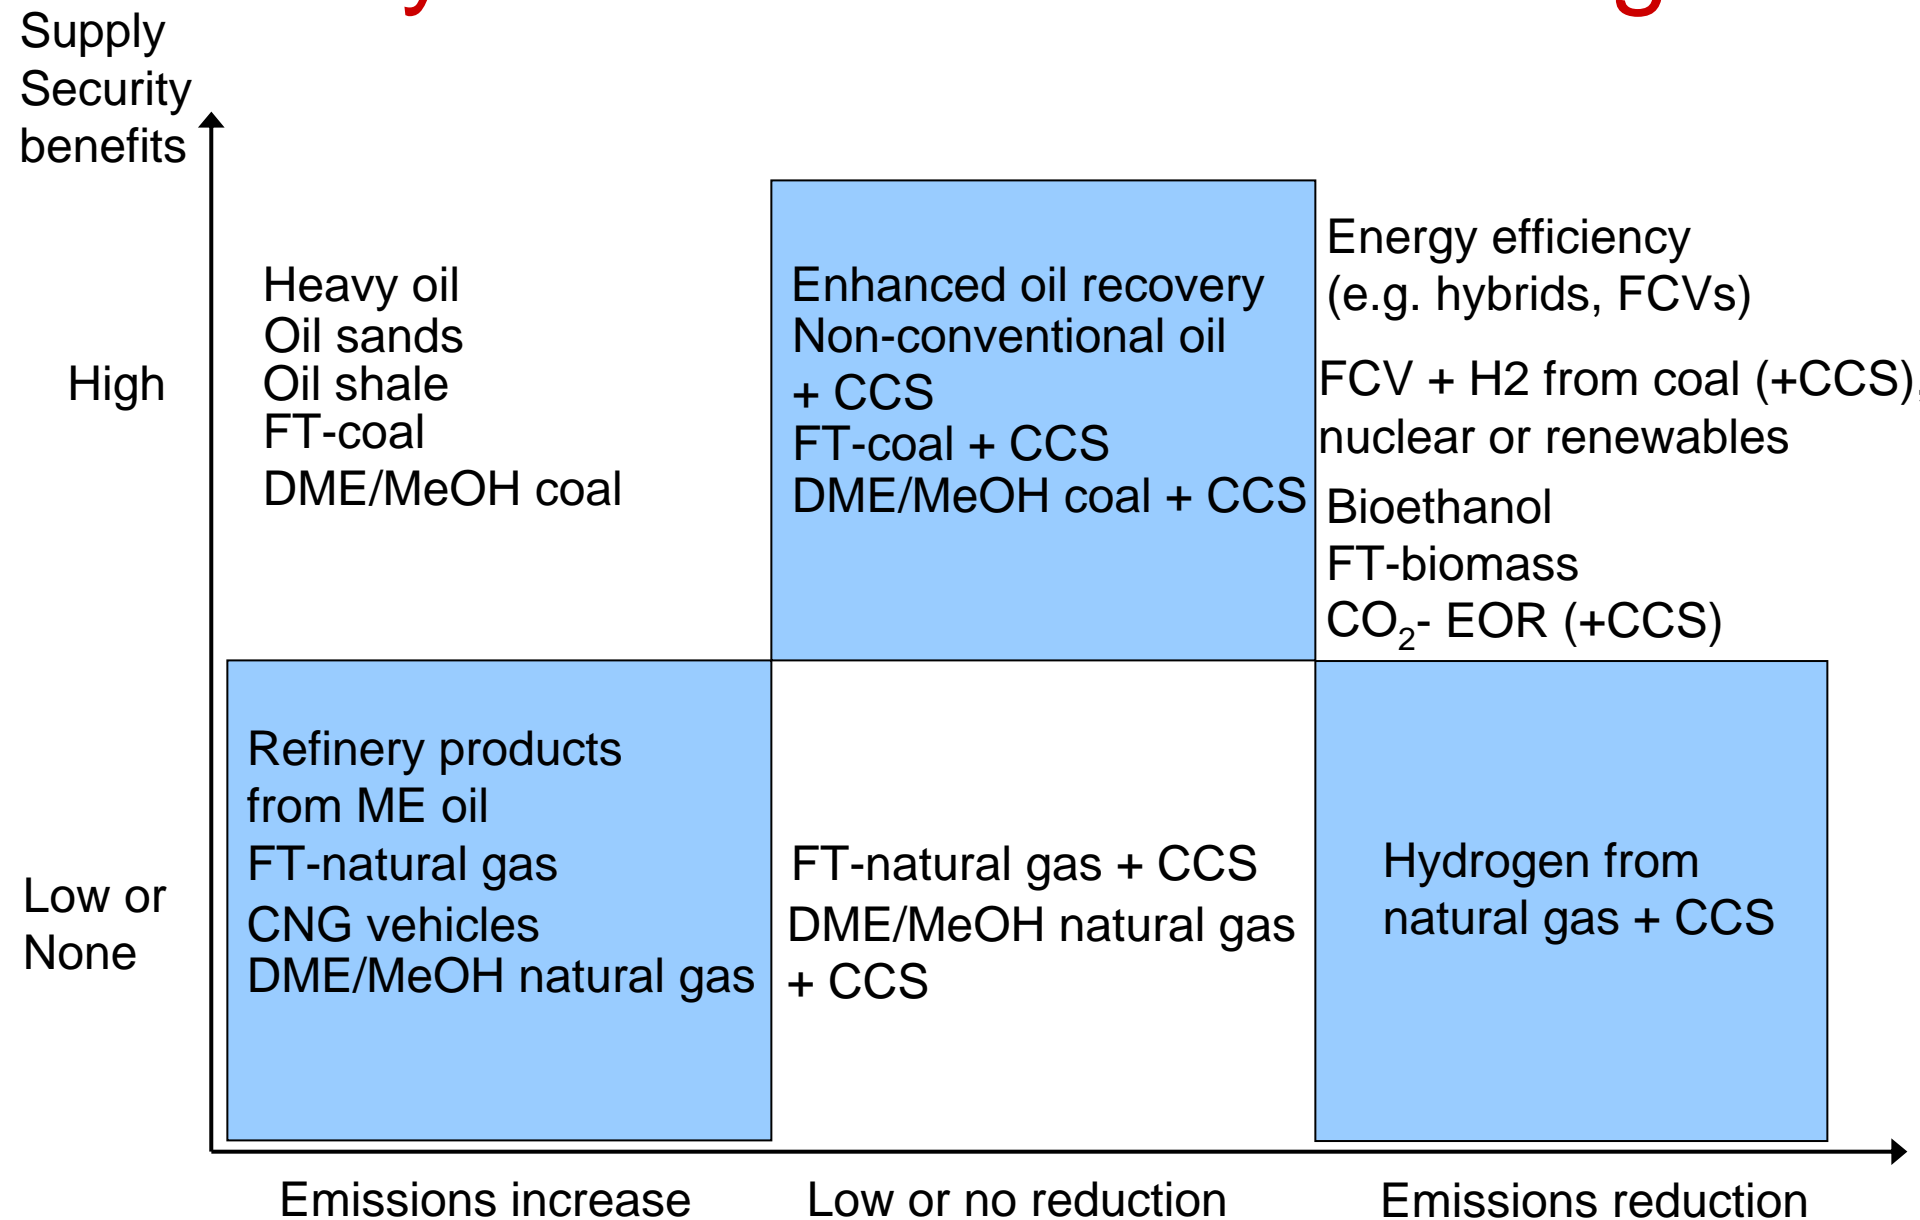 Supply
Security
benefits
High
Heavy oil
Oil sands
Oil shale
FT-coal
DME/MeOH coal
Enhanced oil recovery
Non-conventional oil
+ CCS
FT-coal + CCS
DME/MeOH coal + CCS
Energy efficiency
(e.g. hybrids, FCVs)
FCV + H2 from coal (+CCS),
nuclear or renewables
Bioethanol
FT-biomass
CO₂- EOR (+CCS)
Low or
None
Refinery products
from ME oil
FT-natural gas
CNG vehicles
DME/MeOH natural gas
FT-natural gas + CCS
DME/MeOH natural gas
+ CCS
Hydrogen from
natural gas + CCS
Emissions increase
Low or no reduction
Emissions reduction